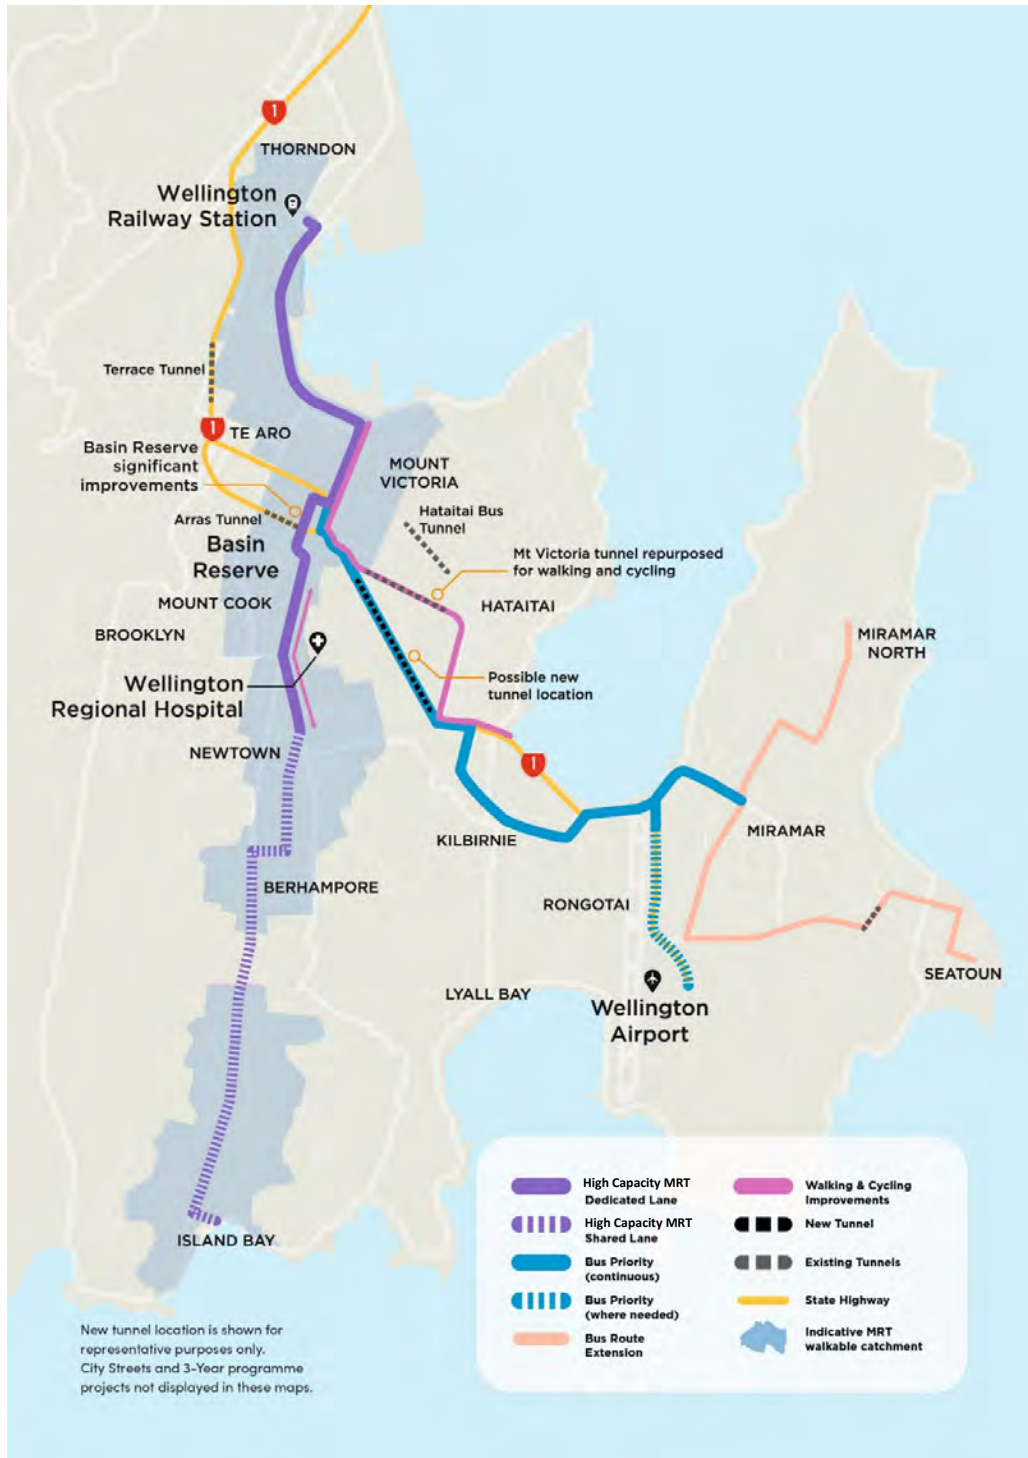 1
THORNDON
Wellington
Railway Station
Terrace Tunnel
1
TE ARO
Basin Reserve
significant
improvements
MOUNT
VICTORIA
Arras Tunnel
Hataitai Bus
Tunnel
Basin
Reserve
Mt Victoria tunnel repurposed
for walking and cycling
MOUNT COOK
HATAITAI
BROOKLYN
MIRAMAR
NORTH
Wellington
Regional Hospital
Possible new
tunnel location
NEWTOWN
1
KILBIRNIE
MIRAMAR
BERHAMPORE
RONGOTAI
SEATOUN
LYALL BAY
Wellington
Airport
ISLAND BAY
High Capacity MRT
Dedicated Lane
High Capacity MRT
Shared Lane
Bus Priority
(continuous)
Bus Priority
(where needed)
Bus Route
Extension
Walking & Cycling
Improvements
New Tunnel
Existing Tunnels
State Highway
Indicative MRT
walkable catchment
New tunnel location is shown for
representative purposes only.
City Streets and 3-Year programme
projects not displayed in these maps.